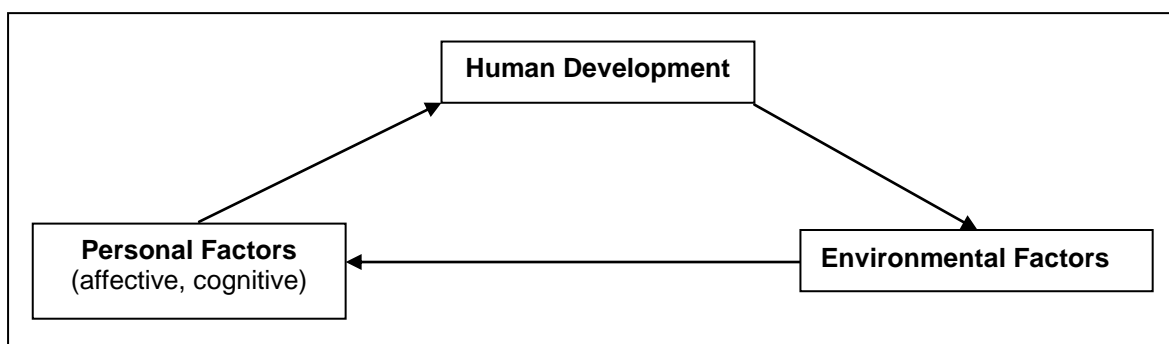 Human Development
Personal Factors
(affective, cognitive)
Environmental Factors